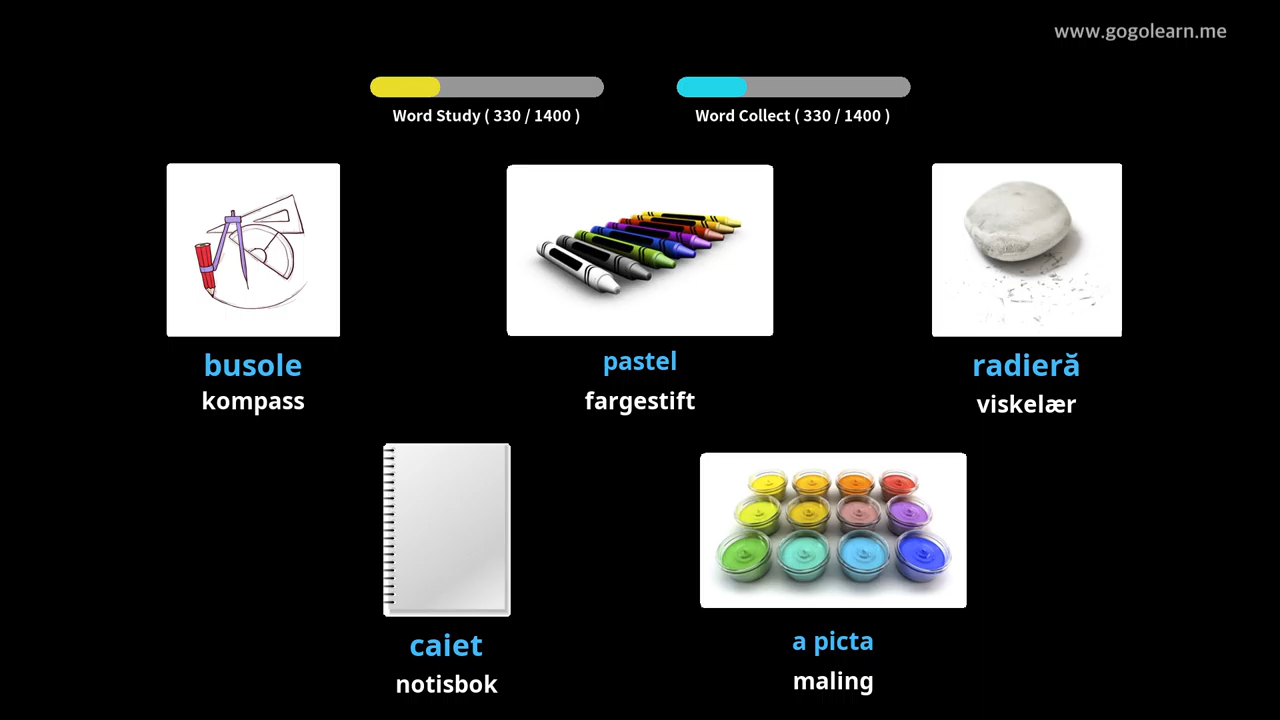 www.gogolearn.me
Word Study ( 330 / 1400 )
Word Collect ( 330 / 1400 )
busole
kompass
pastel
fargestift
radieră
viskelær
caiet
notisbok
a picta
maling